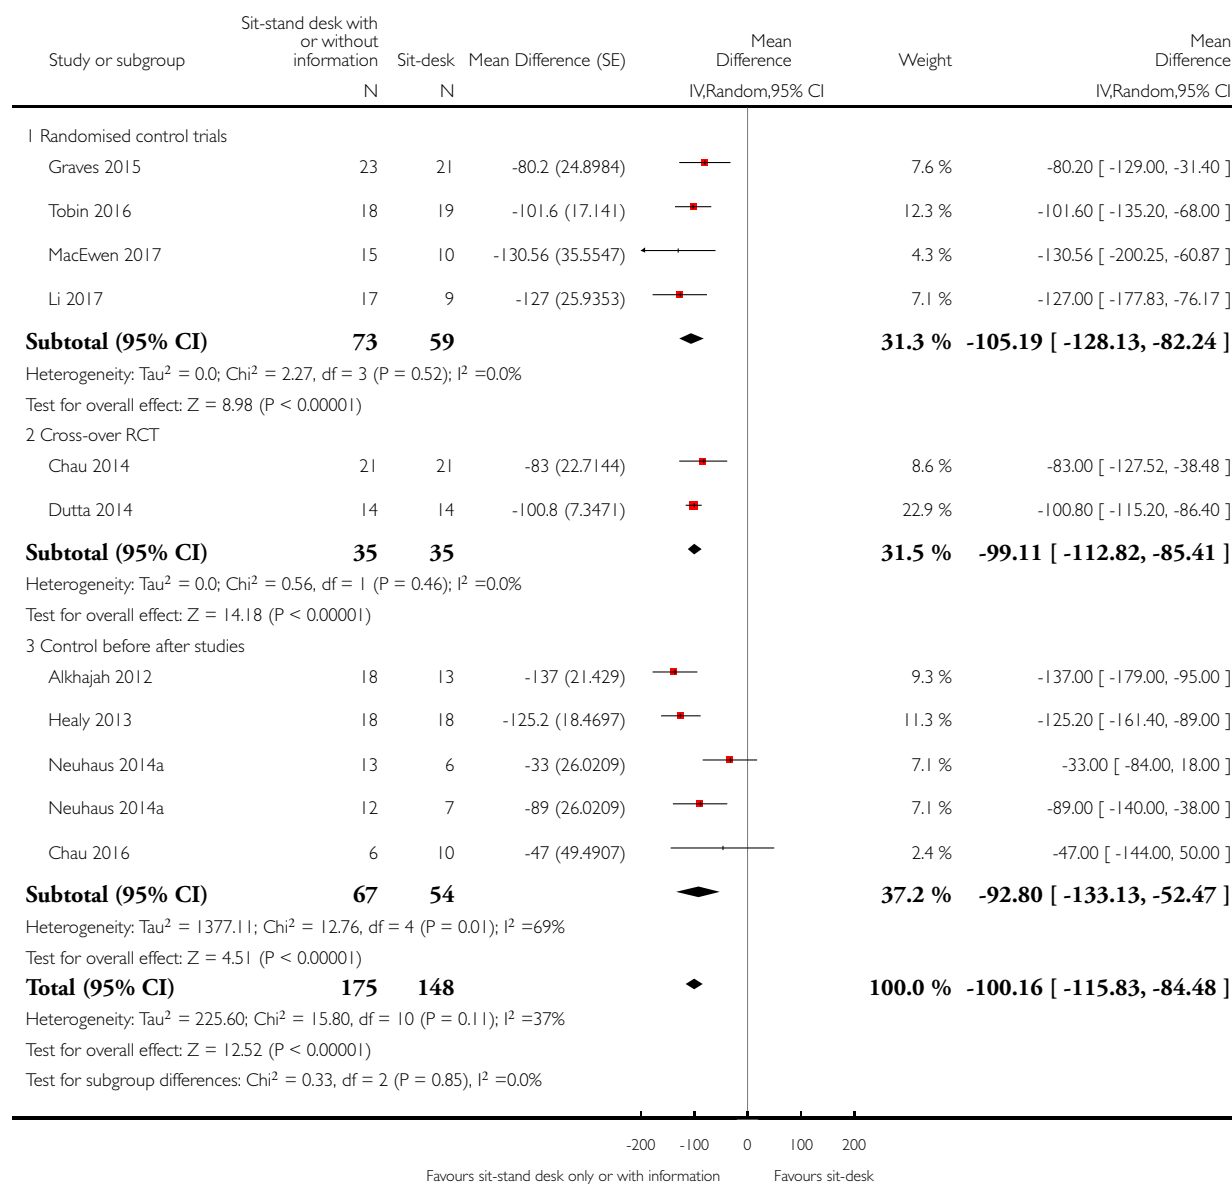 Sit-stand desk with
or without
information
Study or subgroup Sit-desk Mean Difference (SE) Mean Difference Weight Mean Difference
N N IV,Random,95% CI IV,Random,95% CI
1 Randomised control trials
Graves 2015 23 21 -80.2 (24.8984) 7.6 % -80.20 [ -129.00, -31.40 ]
Tobin 2016 18 19 -101.6 (17.141) 12.3 % -101.60 [ -135.20, -68.00 ]
MacEwen 2017 15 10 -130.56 (35.5547) 4.3 % -130.56 [ -200.25, -60.87 ]
Li 2017 17 9 -127 (25.9353) 7.1 % -127.00 [ -177.83, -76.17 ]
Subtotal (95% CI) 73 59 31.3 % -105.19 [ -128.13, -82.24 ]
Heterogeneity: Tau² = 0.0; Chi² = 2.27, df = 3 (P = 0.52); I² =0.0%
Test for overall effect: Z = 8.98 (P < 0.00001)
2 Cross-over RCT
Chau 2014 21 21 -83 (22.7144) 8.6 % -83.00 [ -127.52, -38.48 ]
Dutta 2014 14 14 -100.8 (7.3471) 22.9 % -100.80 [ -115.20, -86.40 ]
Subtotal (95% CI) 35 35 31.5 % -99.11 [ -112.82, -85.41 ]
Heterogeneity: Tau² = 0.0; Chi² = 0.56, df = 1 (P = 0.46); I² =0.0%
Test for overall effect: Z = 14.18 (P < 0.00001)
3 Control before after studies
Alkhajah 2012 18 13 -137 (21.429) 9.3 % -137.00 [ -179.00, -95.00 ]
Healy 2013 18 18 -125.2 (18.4697) 11.3 % -125.20 [ -161.40, -89.00 ]
Neuhaus 2014a 13 6 -33 (26.0209) 7.1 % -33.00 [ -84.00, 18.00 ]
Neuhaus 2014a 12 7 -89 (26.0209) 7.1 % -89.00 [ -140.00, -38.00 ]
Chau 2016 6 10 -47 (49.4907) 2.4 % -47.00 [ -144.00, 50.00 ]
Subtotal (95% CI) 67 54 37.2 % -92.80 [ -133.13, -52.47 ]
Heterogeneity: Tau² = 1377.11; Chi² = 12.76, df = 4 (P = 0.01); I² =69%
Test for overall effect: Z = 4.51 (P < 0.00001)
Total (95% CI) 175 148 100.0 % -100.16 [ -115.83, -84.48 ]
Heterogeneity: Tau² = 225.60; Chi² = 15.80, df = 10 (P = 0.11); I² =37%
Test for overall effect: Z = 12.52 (P < 0.00001)
Test for subgroup differences: Chi² = 0.33, df = 2 (P = 0.85), I² =0.0%
-200 -100 0 100 200
Favours sit-stand desk only or with information Favours sit-desk